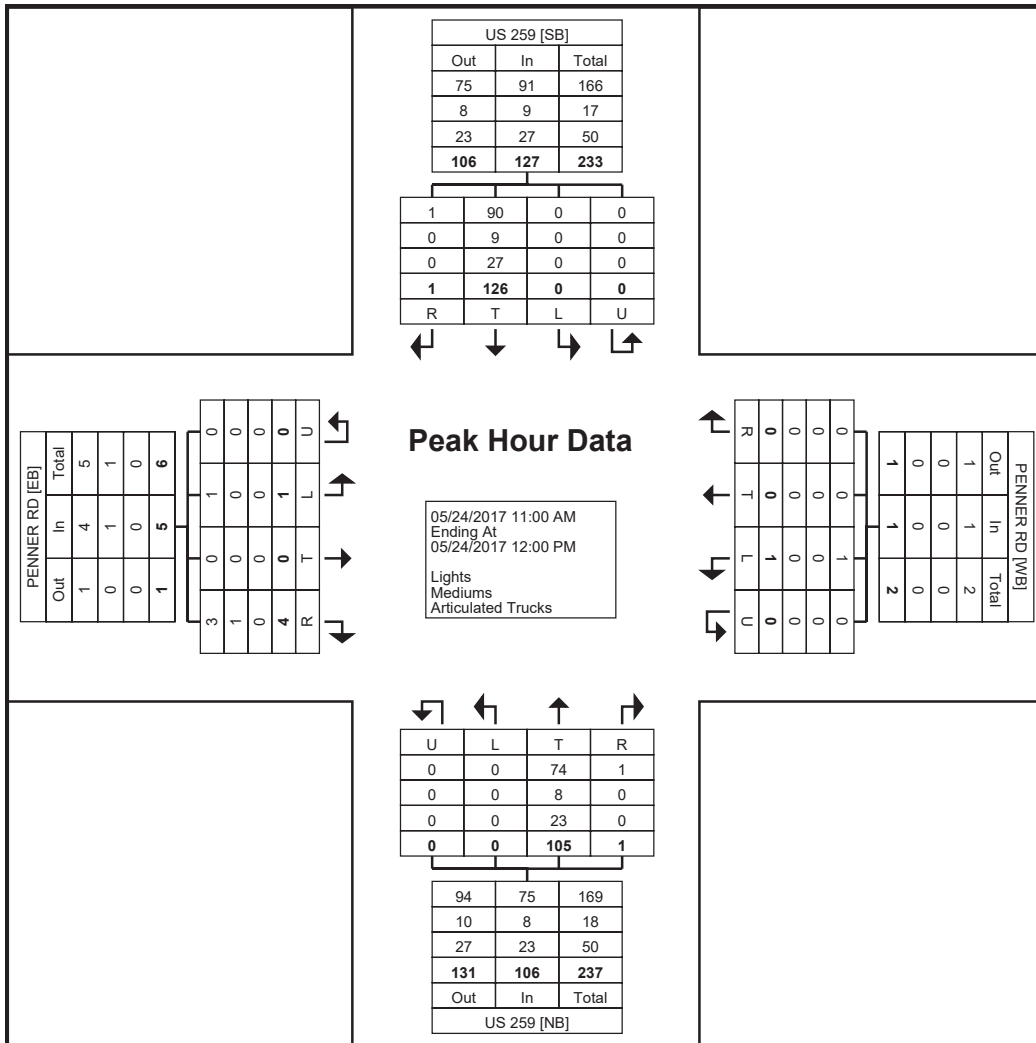 US 259 [SB]
Out In Total
75 91 166
8 9 17
23 27 50
106 127 233
1 90 0 0
0 9 0 0
0 27 0 0
1 126 0 0
R T L U
PENNER RD [EB]
Total 5 1 0 6
In 4 1 0 5
Out 1 0 0 1
0 0 0 0 U
1 0 0 1 L
0 0 0 0 T
3 1 0 4 R
Peak Hour Data
05/24/2017 11:00 AM
Ending At
05/24/2017 12:00 PM
Lights
Mediums
Articulated Trucks
R 0 0 0 0
T 0 0 0 0
L 1 0 0 1
U 0 0 0 0
1 0 0 1 Out
1 0 0 1 In
2 0 0 2 Total
PENNER RD [WB]
U L T R
0 0 74 1
0 0 8 0
0 0 23 0
0 0 105 1
94 75 169
10 8 18
27 23 50
131 106 237
Out In Total
US 259 [NB]